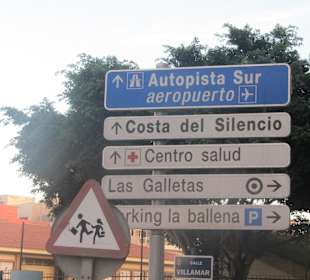 Autopista Sur
aeropuerto
Costa del Silencio
Centro salud
Las Galletas
rking la ballena P
CALLE
VILLAMAR